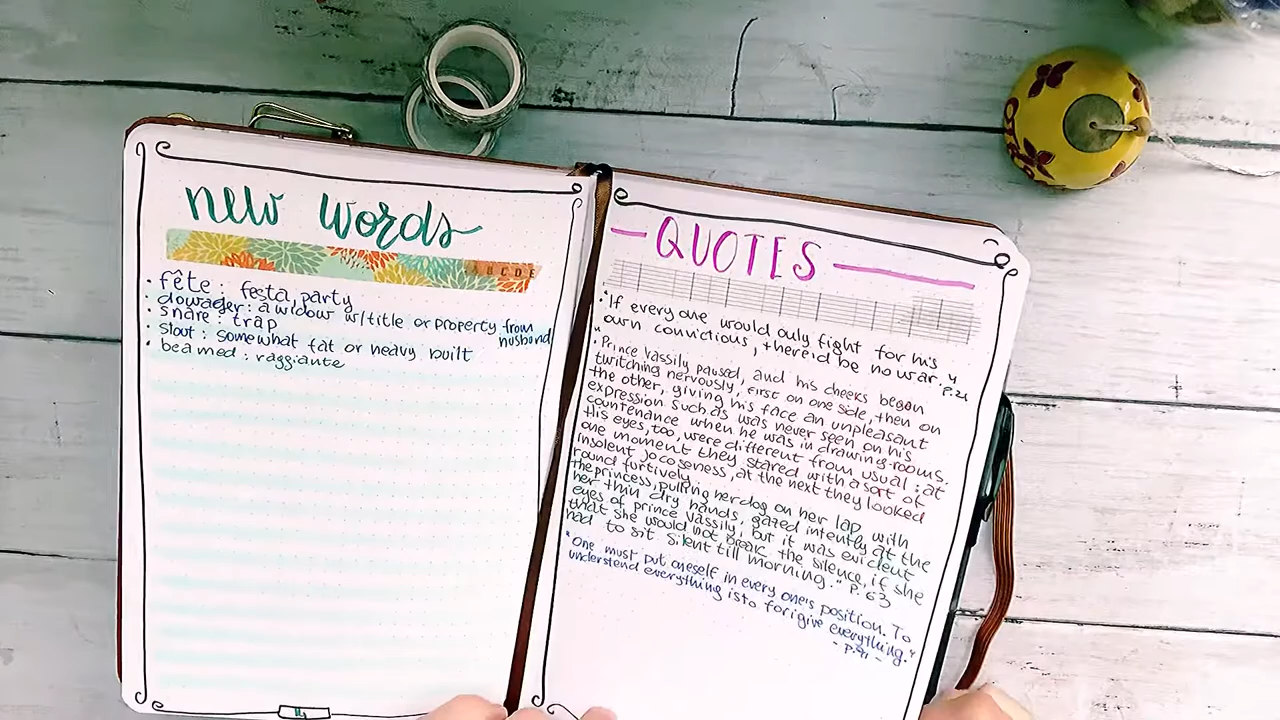 new words
ABCDE
• fête : festa, party
• dowager : a widow w/title or property from husband
• snare : trap
• stout : somewhat fat or heavy built
• beamed : raggiante
14
— QUOTES —
• "If every one would only fight for his
own convictious, there'd be no war." p.21
• "Prince Vassily paused, and his cheeks began
twitching nervously, first on one side, then on
the other, giving his face an unpleasant
expression such as was never seen on his
countenance when he was in drawing-rooms.
His eyes, too, were different from usual : at
one moment they stared with a sort of
insolent jocoseness, at the next they looked
round furtively.
The princess, pulling her dog on her lap with
her thin dry hands, gazed intently at the
eyes of prince Vassily; but it was evident
that she would not break the silence, if she
had to sit silent till morning." p. 63
"One must put oneself in every one's position. To
understand everything is to forigive everything."
- p.91 -